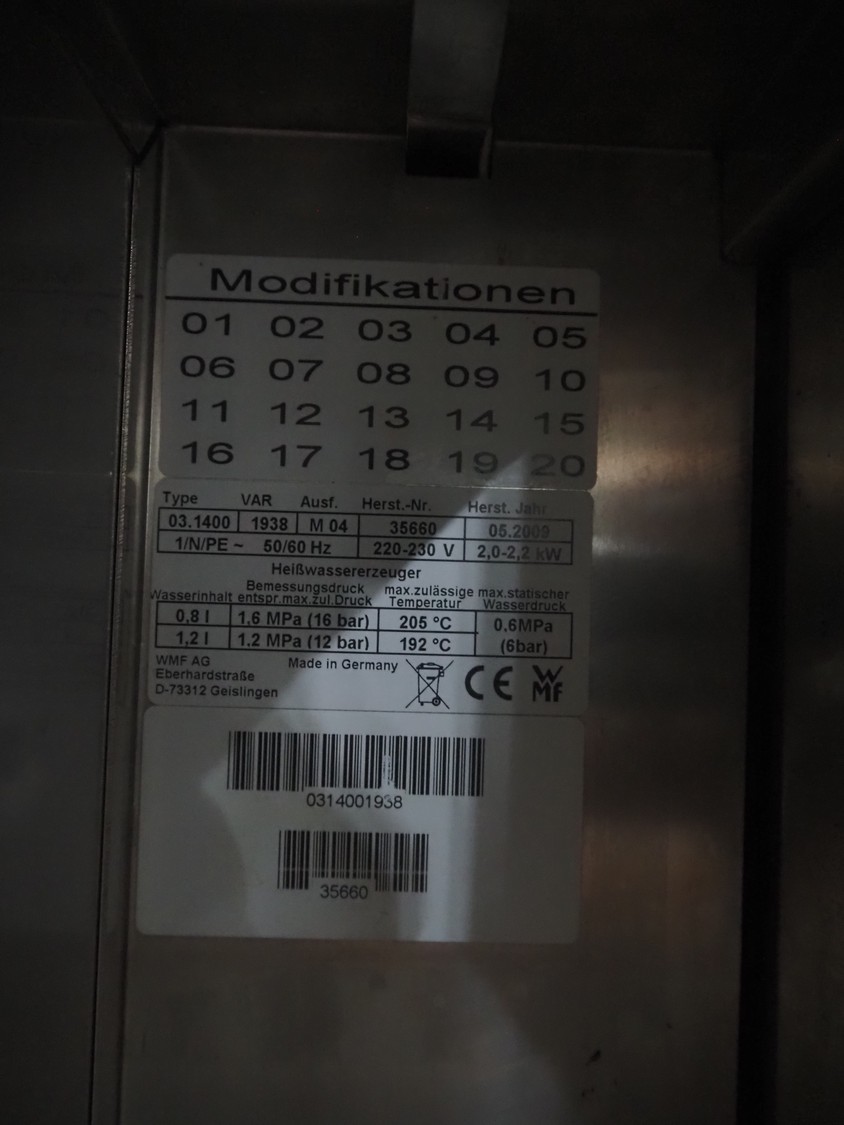 Modifikationen
01 02 03 04 05
06 07 08 09 10
11 12 13 14 15
16 17 18 19 20
Type VAR Ausf. Herst.-Nr. Herst. Jahr
03.1400 1938 M 04 35660 05.2009
1/N/PE ~ 50/60 Hz 220-230 V 2,0-2,2 kW
Heißwassererzeuger
Wasserinhalt Bemessungsdruck entspr.max.zul.Druck max.zulässige Temperatur max.statischer Wasserdruck
0,8 l 1,6 MPa (16 bar) 205 °C 0,6MPa
1,2 l 1.2 MPa (12 bar) 192 °C (6bar)
WMF AG Made in Germany
Eberhardstraße
D-73312 Geislingen
CE WMF
0314001938
35660